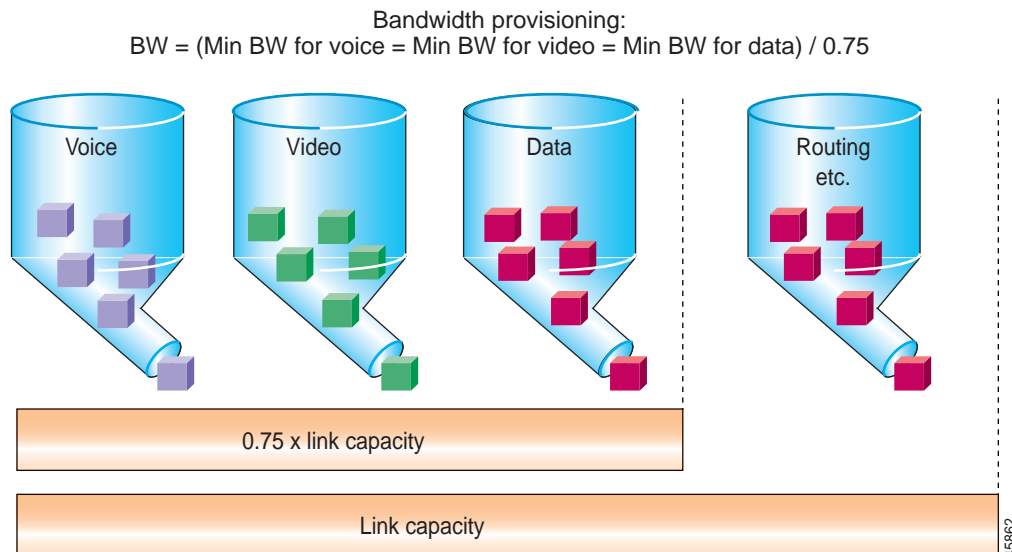 Bandwidth provisioning:
BW = (Min BW for voice = Min BW for video = Min BW for data) / 0.75
Voice
Video
Data
Routing
etc.
0.75 x link capacity
Link capacity